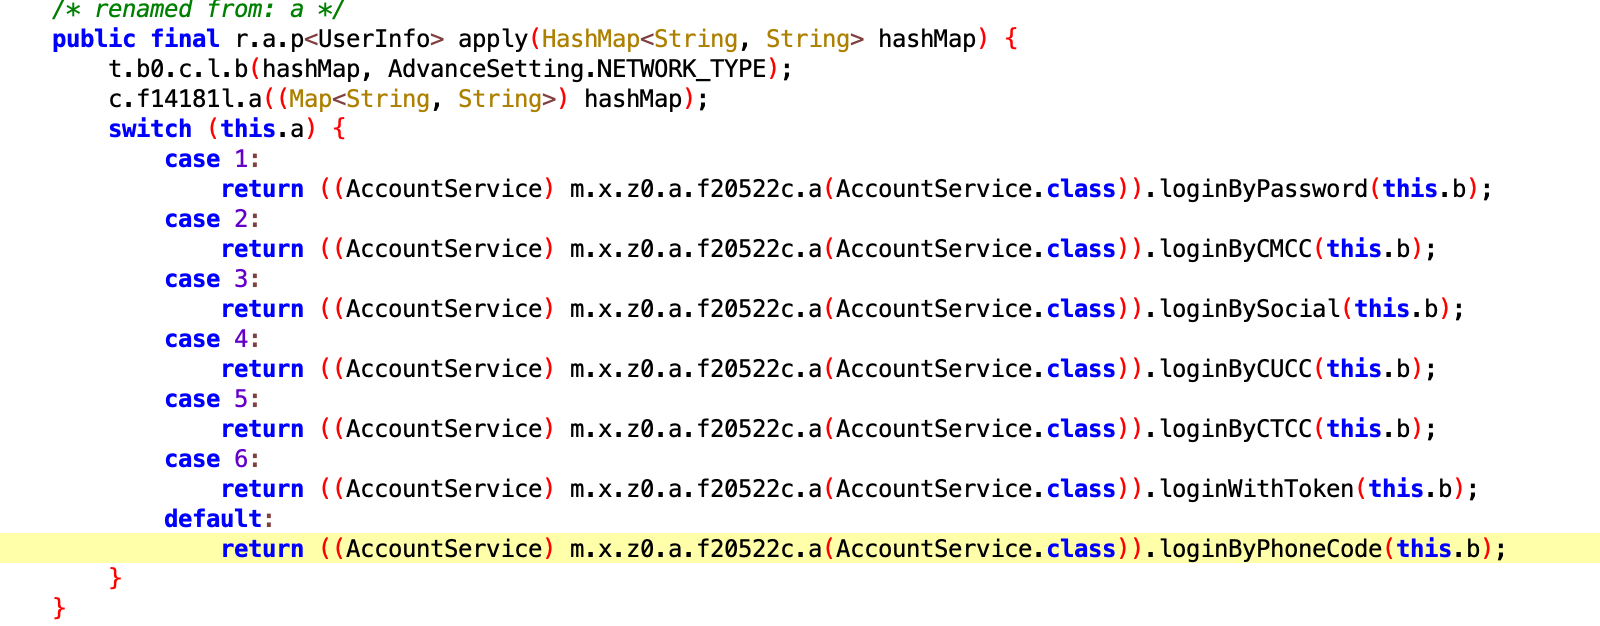 /* renamed from: a */
public final r.a.p<UserInfo> apply(HashMap<String, String> hashMap) {
t.b0.c.l.b(hashMap, AdvanceSetting.NETWORK_TYPE);
c.f14181l.a((Map<String, String>) hashMap);
switch (this.a) {
case 1:
return ((AccountService) m.x.z0.a.f20522c.a(AccountService.class)).loginByPassword(this.b);
case 2:
return ((AccountService) m.x.z0.a.f20522c.a(AccountService.class)).loginByCMCC(this.b);
case 3:
return ((AccountService) m.x.z0.a.f20522c.a(AccountService.class)).loginBySocial(this.b);
case 4:
return ((AccountService) m.x.z0.a.f20522c.a(AccountService.class)).loginByCUCC(this.b);
case 5:
return ((AccountService) m.x.z0.a.f20522c.a(AccountService.class)).loginByCTCC(this.b);
case 6:
return ((AccountService) m.x.z0.a.f20522c.a(AccountService.class)).loginWithToken(this.b);
default:
return ((AccountService) m.x.z0.a.f20522c.a(AccountService.class)).loginByPhoneCode(this.b);
}
}